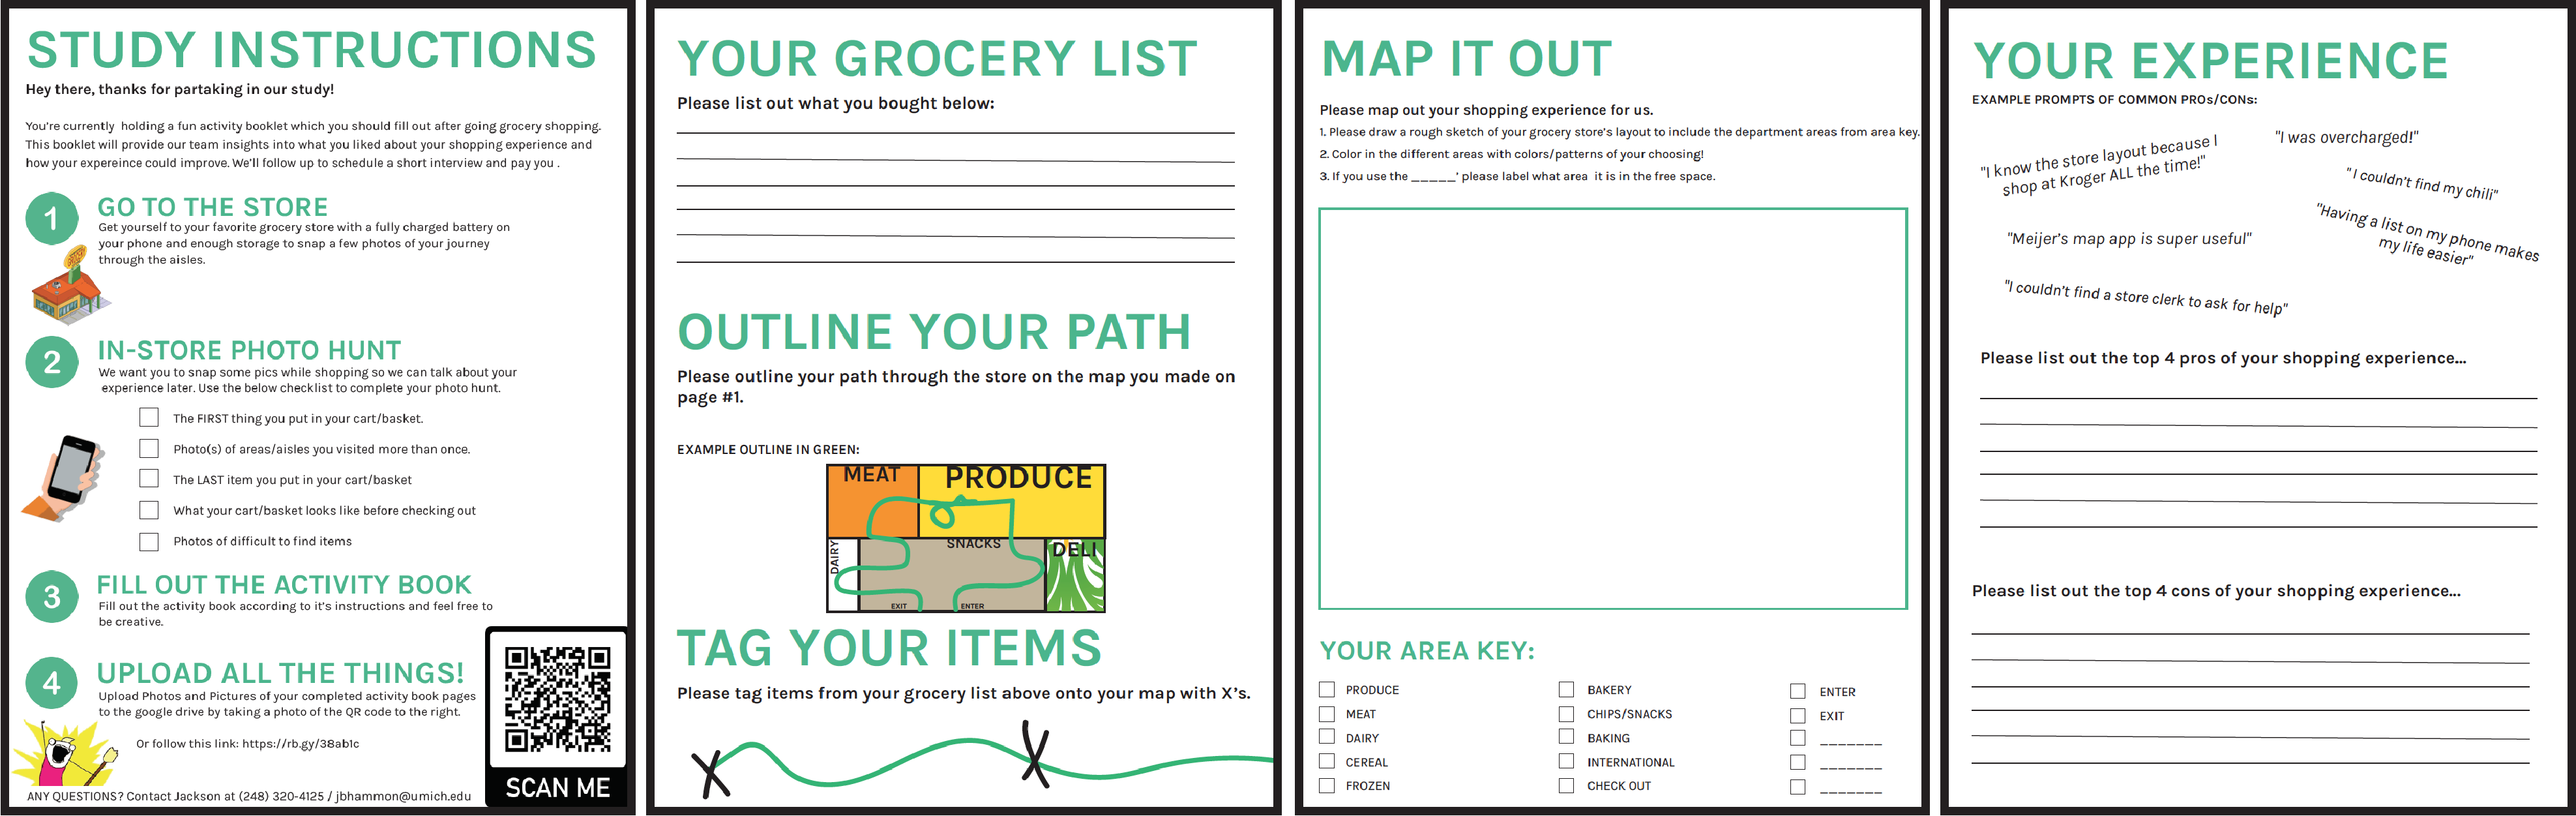 STUDY INSTRUCTIONS
Hey there, thanks for partaking in our study!
You're currently holding a fun activity booklet which you should fill out after going grocery shopping.
This booklet will provide our team insights into what you liked about your shopping experience and
how your expereince could improve. We'll follow up to schedule a short interview and pay you .
1
GO TO THE STORE
Get yourself to your favorite grocery store with a fully charged battery on
your phone and enough storage to snap a few photos of your journey
through the aisles.
2
IN-STORE PHOTO HUNT
We want you to snap some pics while shopping so we can talk about your
experience later. Use the below checklist to complete your photo hunt.
The FIRST thing you put in your cart/basket.
Photo(s) of areas/aisles you visited more than once.
The LAST item you put in your cart/basket
What your cart/basket looks like before checking out
Photos of difficult to find items
3
FILL OUT THE ACTIVITY BOOK
Fill out the activity book according to it's instructions and feel free to
be creative.
4
UPLOAD ALL THE THINGS!
Upload Photos and Pictures of your completed activity book pages
to the google drive by taking a photo of the QR code to the right.
Or follow this link: https://rb.gy/38ab1c
SCAN ME
ANY QUESTIONS? Contact Jackson at (248) 320-4125 / jbhammon@umich.edu
YOUR GROCERY LIST
Please list out what you bought below:
OUTLINE YOUR PATH
Please outline your path through the store on the map you made on
page #1.
EXAMPLE OUTLINE IN GREEN:
MEAT
PRODUCE
DAIRY
SNACKS
DELI
EXIT
ENTER
TAG YOUR ITEMS
Please tag items from your grocery list above onto your map with X's.
X
X
MAP IT OUT
Please map out your shopping experience for us.
1. Please draw a rough sketch of your grocery store's layout to include the department areas from area key.
2. Color in the different areas with colors/patterns of your choosing!
3. If you use the _____' please label what area it is in the free space.
YOUR AREA KEY:
PRODUCE
MEAT
DAIRY
CEREAL
FROZEN
BAKERY
CHIPS/SNACKS
BAKING
INTERNATIONAL
CHECK OUT
ENTER
EXIT
_______
_______
_______
YOUR EXPERIENCE
EXAMPLE PROMPTS OF COMMON PROs/CONs:
"I know the store layout because I
shop at Kroger ALL the time!"
"I was overcharged!"
"I couldn't find my chili"
"Having a list on my phone makes
my life easier"
"Meijer's map app is super useful"
"I couldn't find a store clerk to ask for help"
Please list out the top 4 pros of your shopping experience...
Please list out the top 4 cons of your shopping experience...